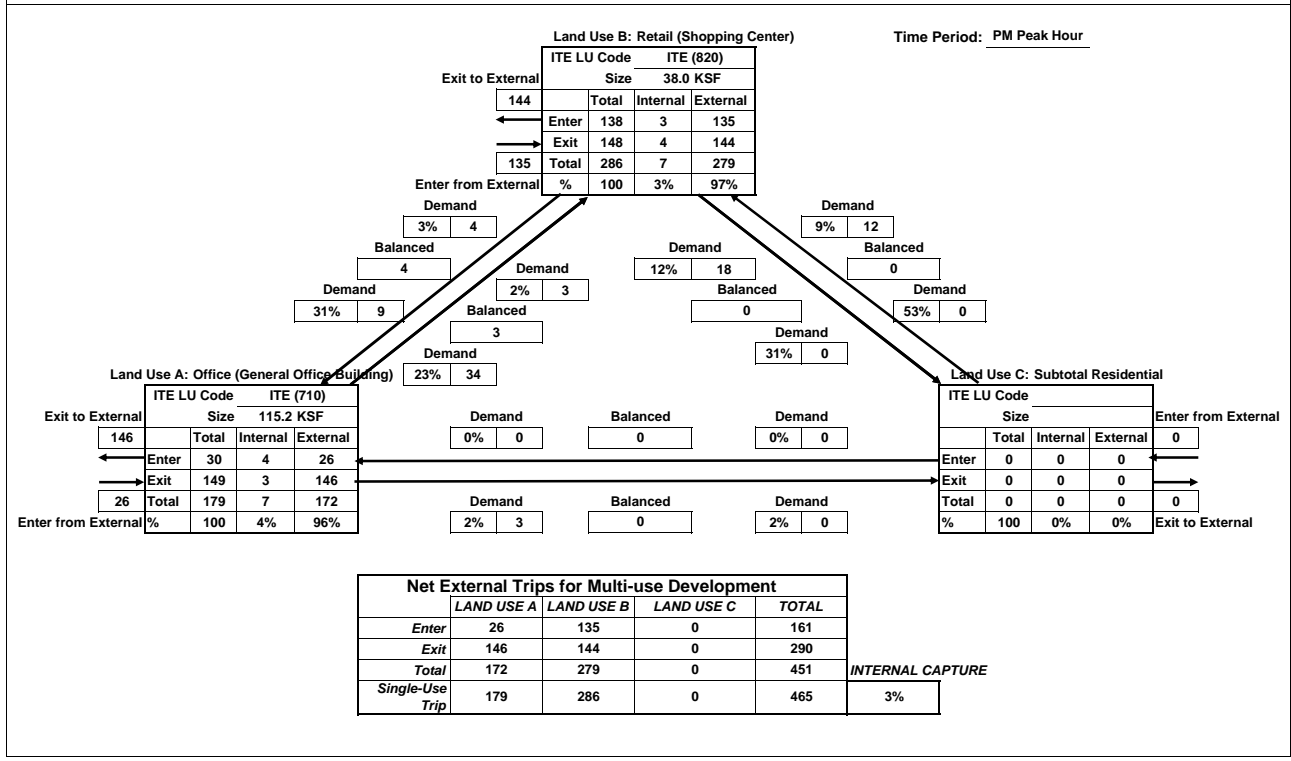 Land Use B: Retail (Shopping Center)
Time Period: PM Peak Hour
ITE LU Code ITE (820)
Exit to External Size 38.0 KSF
144 Total Internal External
Enter 138 3 135
Exit 148 4 144
135 Total 286 7 279
Enter from External % 100 3% 97%
Demand Demand
3% 4 9% 12
Balanced Demand Balanced
4 Demand 12% 18 0
Demand 2% 3 Balanced Demand
31% 9 Balanced 0 53% 0
3 Demand
Demand 31% 0
Land Use A: Office (General Office Building) 23% 34 Land Use C: Subtotal Residential
ITE LU Code ITE (710) ITE LU Code
Exit to External Size 115.2 KSF Demand Balanced Demand Size Enter from External
146 Total Internal External 0% 0 0 0% 0 Total Internal External 0
Enter 30 4 26 Enter 0 0 0
Exit 149 3 146 Exit 0 0 0
26 Total 179 7 172 Demand Balanced Demand Total 0 0 0 0
Enter from External % 100 4% 96% 2% 3 0 2% 0 % 100 0% 0% Exit to External
Net External Trips for Multi-use Development
LAND USE A LAND USE B LAND USE C TOTAL
Enter 26 135 0 161
Exit 146 144 0 290
Total 172 279 0 451 INTERNAL CAPTURE
Single-Use
Trip 179 286 0 465 3%